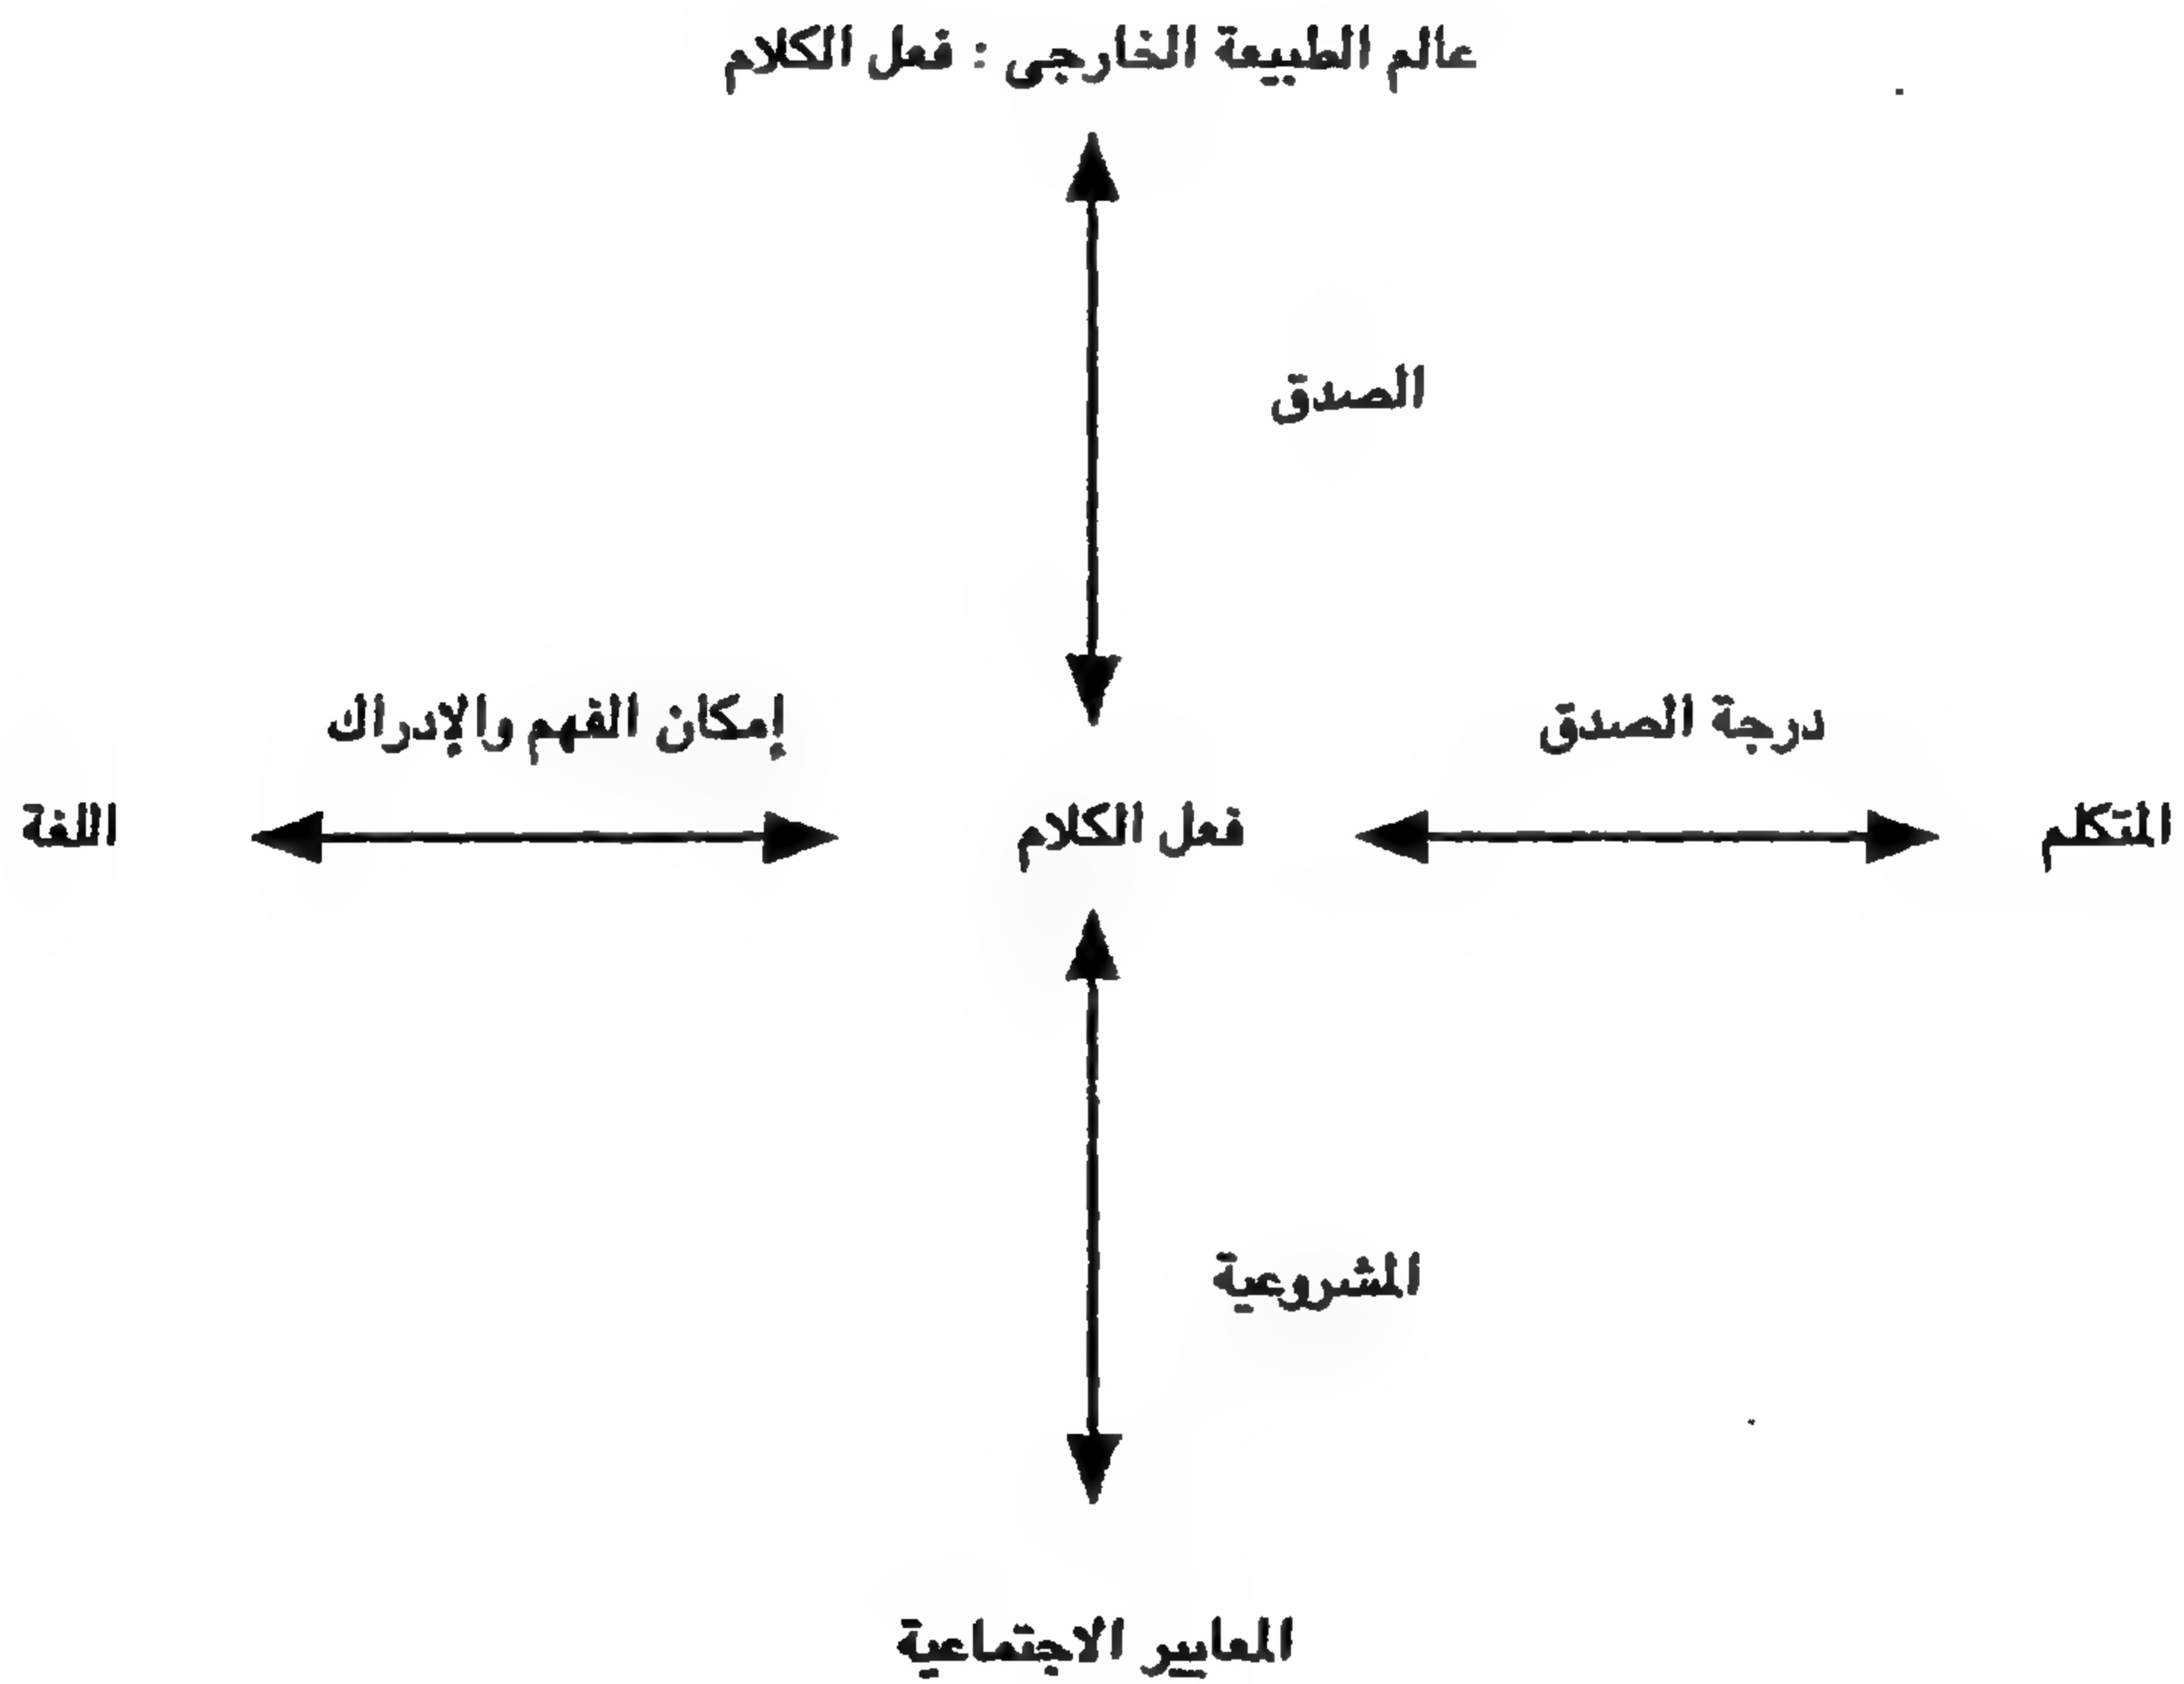 عالم الطبيعة الخارجى : فعل الكلام
الصدق
درجة الصدق
إمكان الفهم والإدراك
المتكلم
فعل الكلام
اللغة
المشروعية
المعايير الاجتماعية